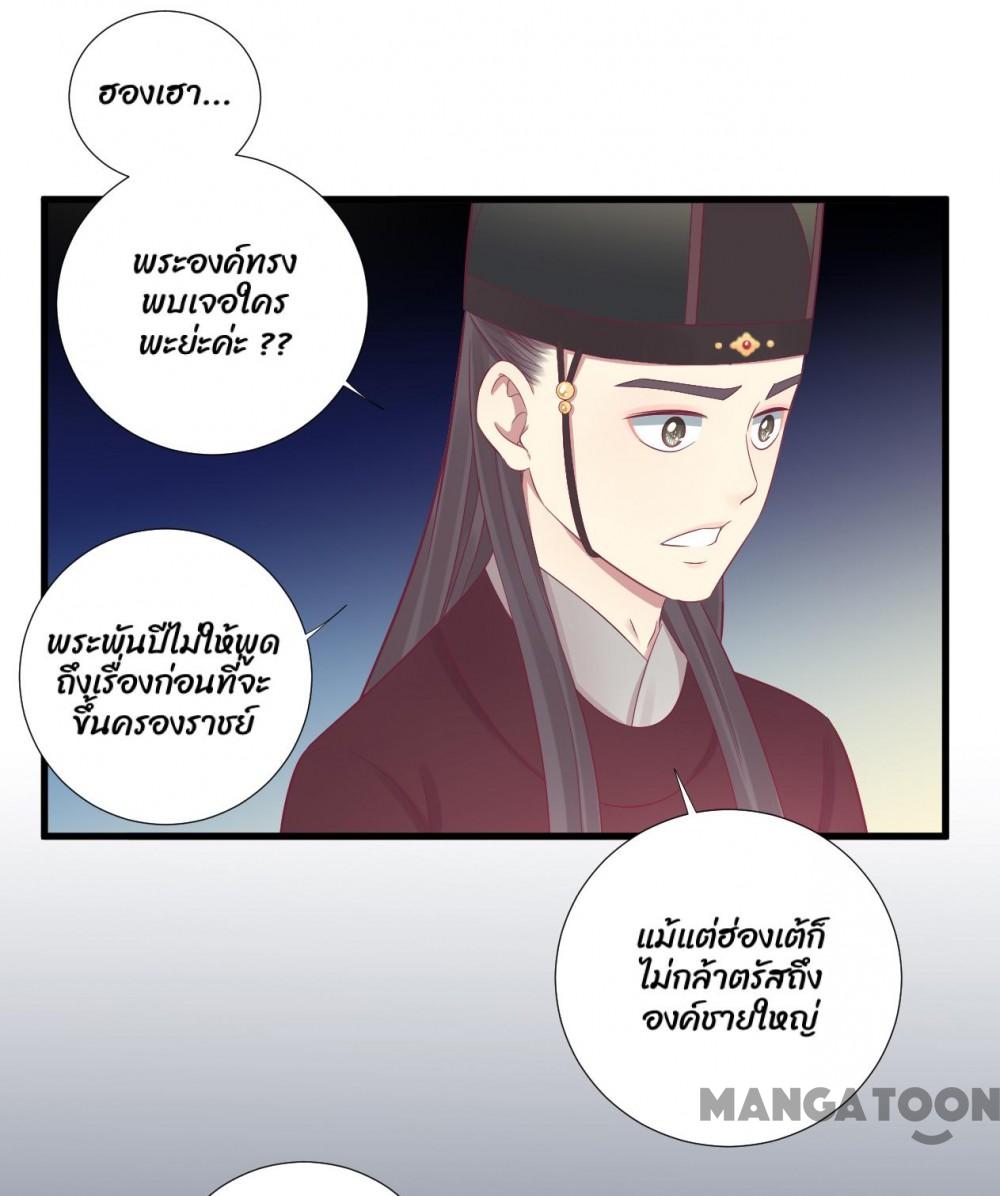 ฮองเฮา...
พระองค์ทรง
พบเจอใคร
พะย่ะค่ะ ??
พระพันปีไม่ให้พูด
ถึงเรื่องก่อนที่จะ
ขึ้นครองราชย์
แม้แต่ฮ่องเต้ก็
ไม่กล้าตรัสถึง
องค์ชายใหญ่
MANGATOON